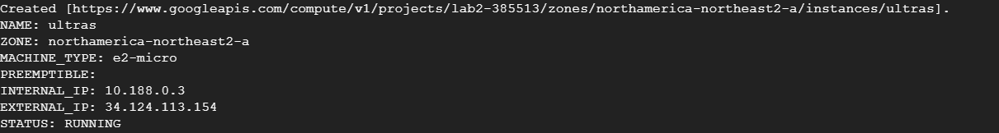 Created [https://www.googleapis.com/compute/v1/projects/lab2-385513/zones/northamerica-northeast2-a/instances/ultras].
NAME: ultras
ZONE: northamerica-northeast2-a
MACHINE_TYPE: e2-micro
PREEMPTIBLE:
INTERNAL_IP: 10.188.0.3
EXTERNAL_IP: 34.124.113.154
STATUS: RUNNING